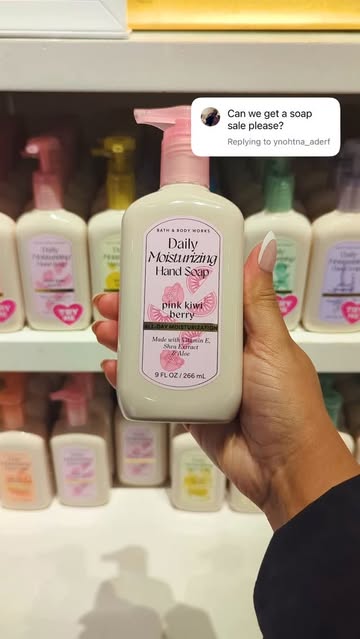 Can we get a soap
sale please?
Replying to ynohtna_aderf
BATH & BODY WORKS
Daily
Moisturizing
Hand Soap
pink kiwi
berry
ALL-DAY MOISTURIZATION
Made with Vitamin E,
Shea Extract
& Aloe
9 FL OZ / 266 mL